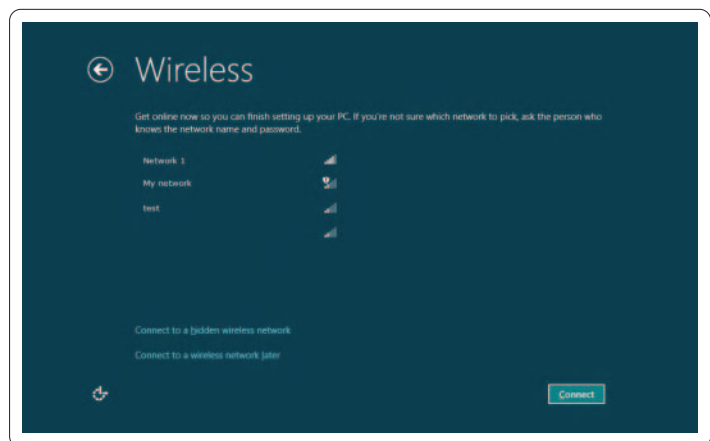 Wireless
Get online now so you can finish setting up your PC. If you're not sure which network to pick, ask the person who
knows the network name and password.
Network 1
My network
test
Connect to a hidden wireless network
Connect to a wireless network later
Connect